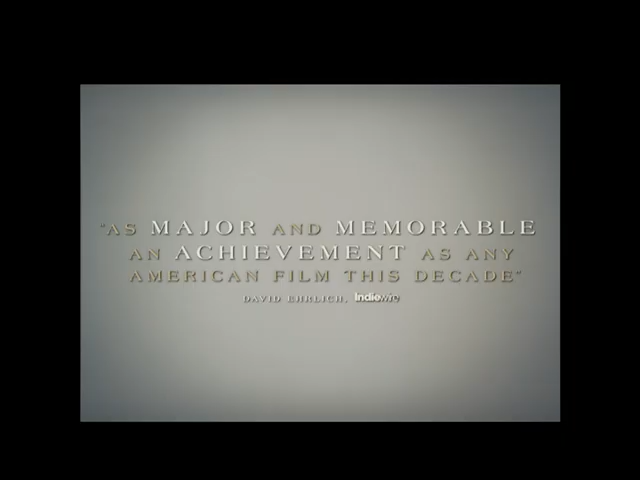 "AS MAJOR AND MEMORABLE
AN ACHIEVEMENT AS ANY
AMERICAN FILM THIS DECADE"
DAVID EHRLICH, Indiewire